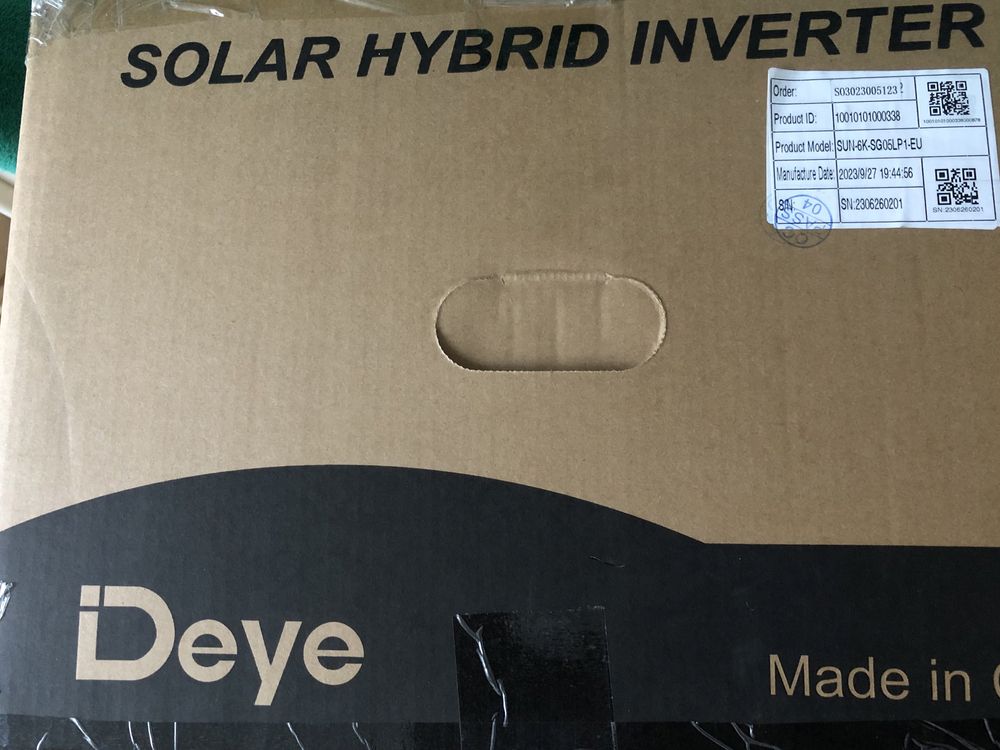 SOLAR HYBRID INVERTER
Order: S03023005123
Product ID: 10010101000338
Product Model: SUN-6K-SG05LP1-EU
Manufacture Date: 2023/9/27 19:44:56
S/N: SN:2306260201
SN:2306260201
04
Deye
Made in